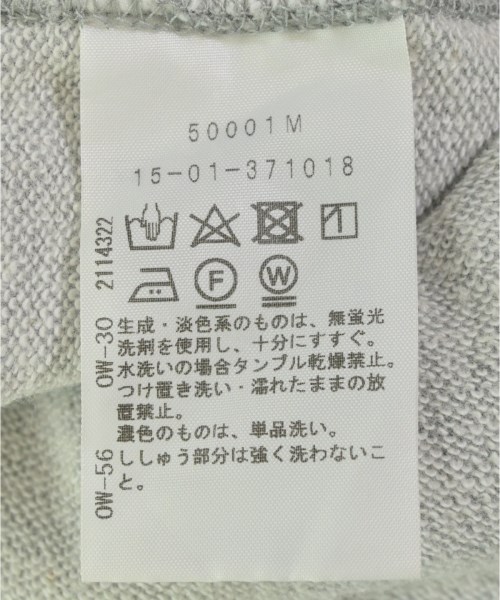 50001M
15-01-371018
F
W
生成・淡色系のものは、無蛍光
洗剤を使用し、十分にすすぐ。
水洗いの場合タンブル乾燥禁止。
つけ置き洗い・濡れたままの放
置禁止。
濃色のものは、単品洗い。
ししゅう部分は強く洗わないこ
と。
OW-56 OW-30 2114322